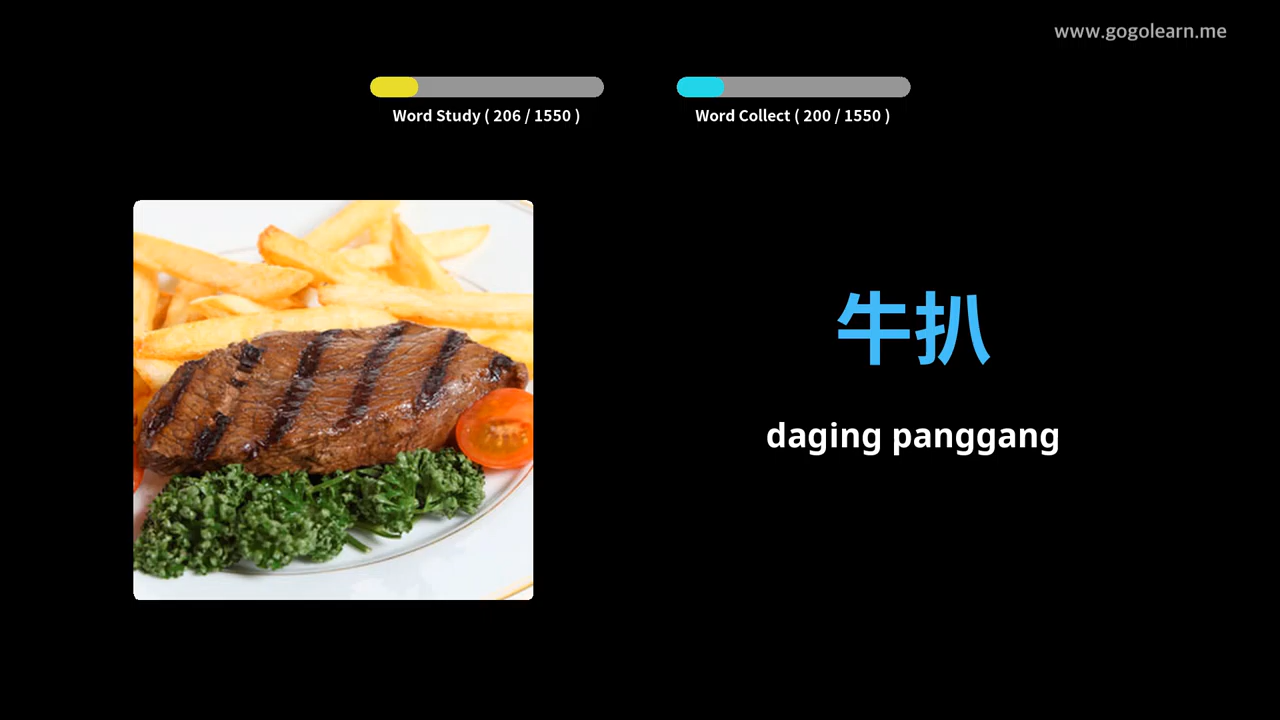 www.gogolearn.me
Word Study ( 206 / 1550 )
Word Collect ( 200 / 1550 )
牛扒
daging panggang